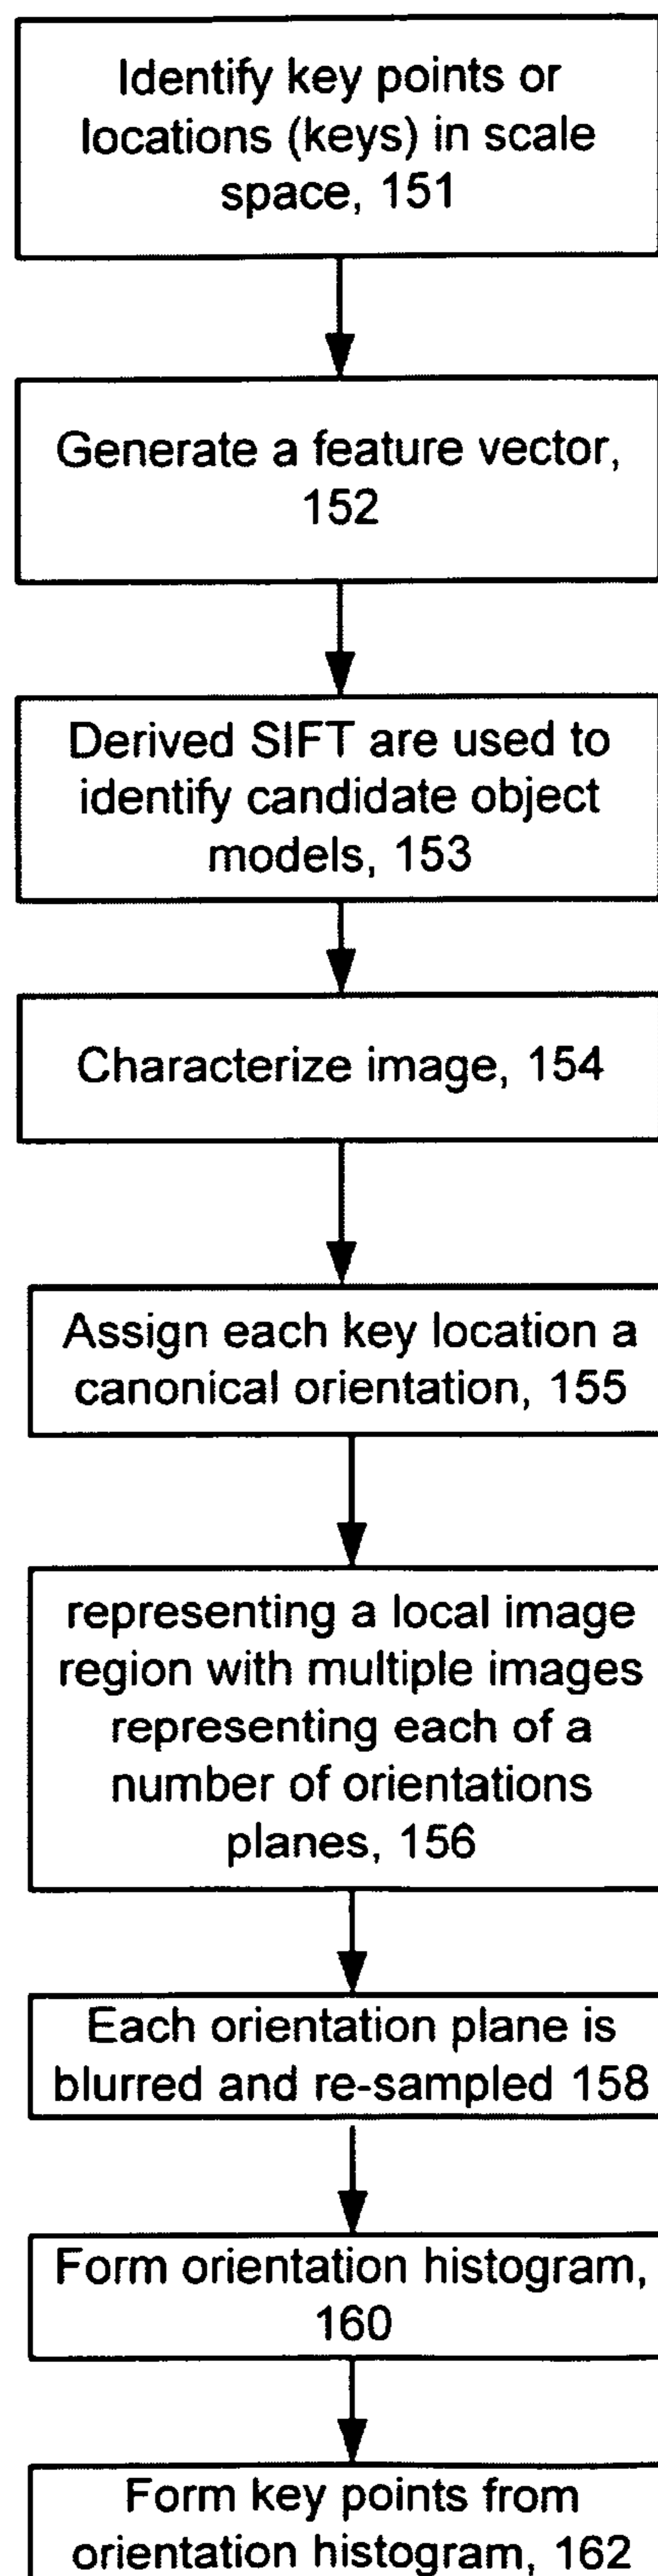 Identify key points or
locations (keys) in scale
space, 151
Generate a feature vector,
152
Derived SIFT are used to
identify candidate object
models, 153
Characterize image, 154
Assign each key location a
canonical orientation, 155
representing a local image
region with multiple images
representing each of a
number of orientations
planes, 156
Each orientation plane is
blurred and re-sampled 158
Form orientation histogram,
160
Form key points from
orientation histogram, 162